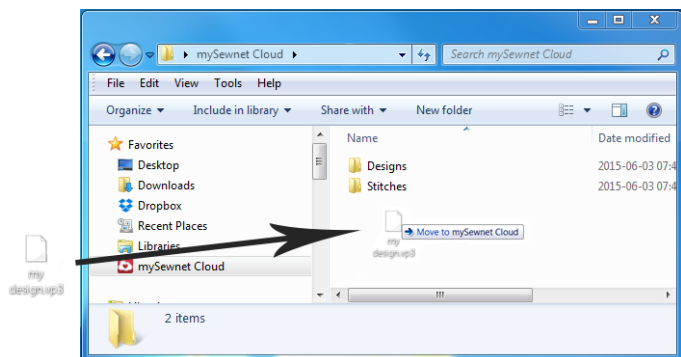 mySewnet Cloud
Search mySewnet Cloud
File Edit View Tools Help
Organize Include in library Share with New folder
Favorites
Desktop
Downloads
Dropbox
Recent Places
Libraries
mySewnet Cloud
Name Date modified
Designs 2015-06-03 07:4
Stitches 2015-06-03 07:4
my
design.vp3
Move to mySewnet Cloud
my
design.vp3
2 items